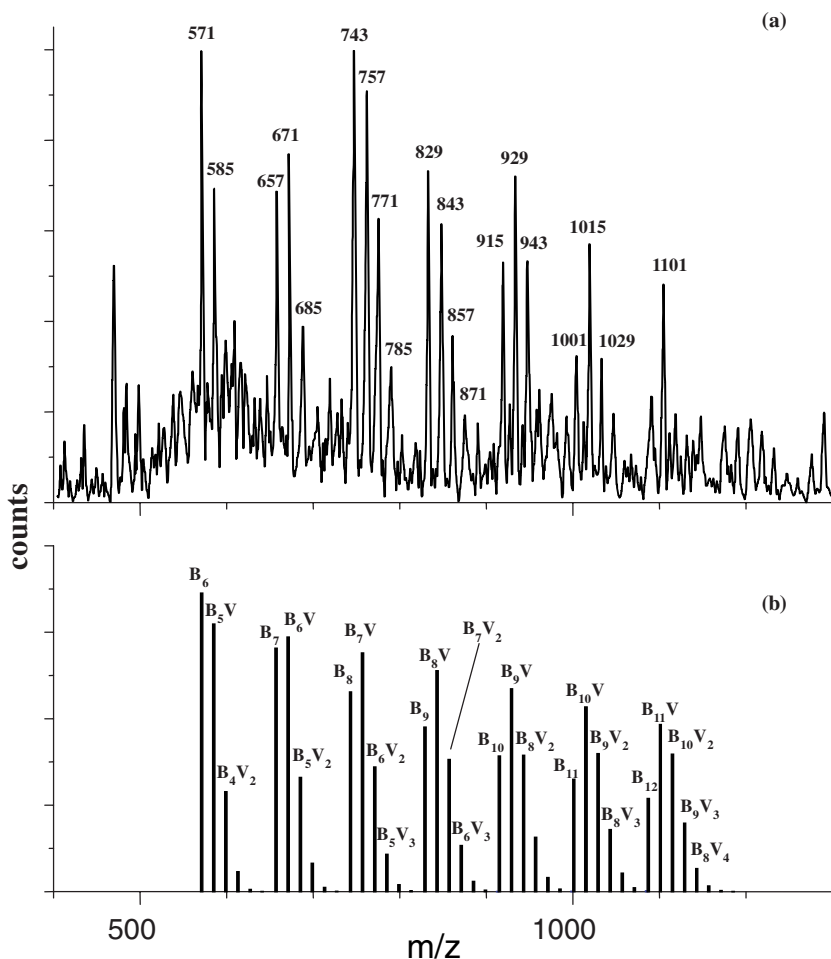 (a)
571
743
757
671
829
929
585
657
771
843
915
943
1015
1101
685
785
857
871
1001
1029
counts
(b)
B₆
B₅V
B₇
B₆V
B₇V
B₇V₂
B₈V
B₈
B₉
B₉V
B₁₀V
B₁₁V
B₄V₂
B₅V₂
B₆V₂
B₅V₃
B₆V₃
B₁₀
B₈V₂
B₁₁
B₉V₂
B₈V₃
B₁₂
B₁₀V₂
B₉V₃
B₈V₄
500
1000
m/z